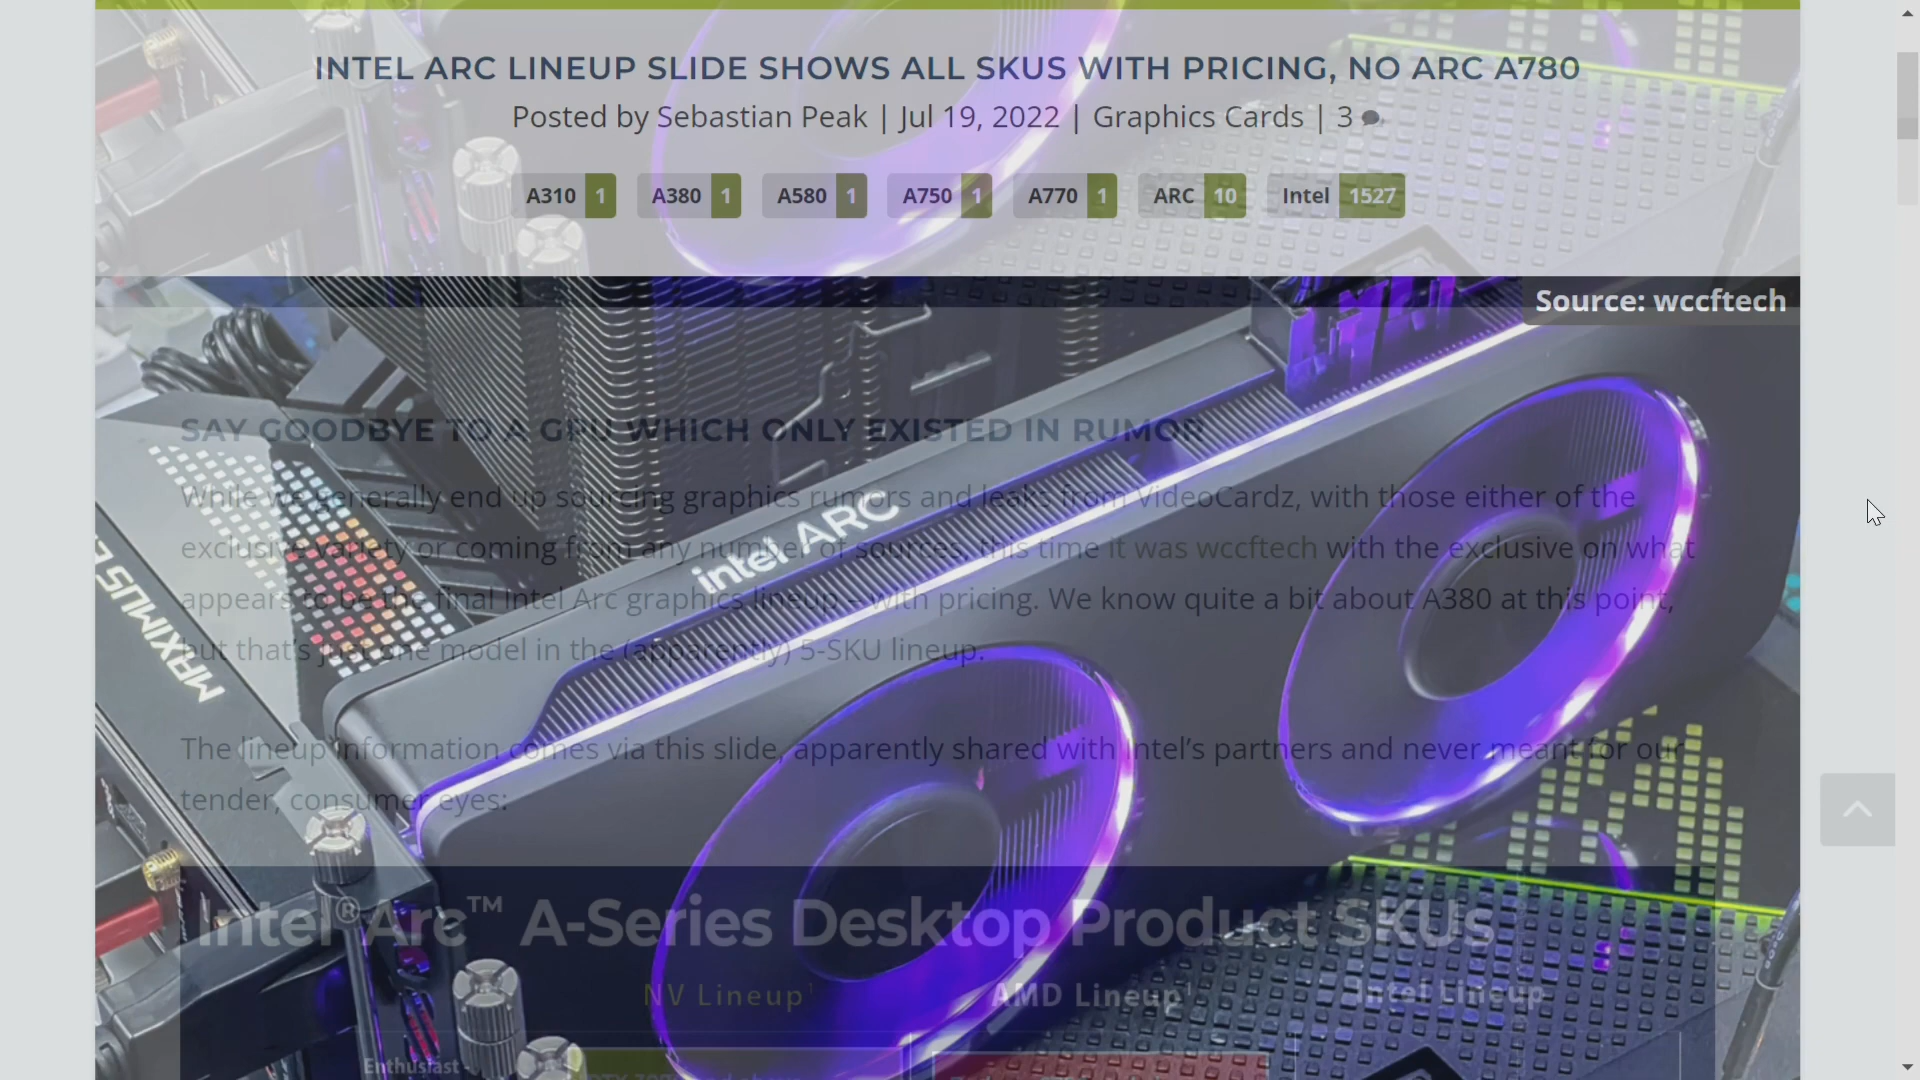 INTEL ARC LINEUP SLIDE SHOWS ALL SKUS WITH PRICING, NO ARC A780
Posted by Sebastian Peak | Jul 19, 2022 | Graphics Cards | 3
A310 1 A380 1 A580 1 A750 1 A770 1 ARC 10 Intel 1527
Source: wccftech
SAY GOODBYE TO A GPU WHICH ONLY EXISTED IN RUMOR
While we generally end up sourcing graphics rumors and leaks from VideoCardz, with those either of the
exclusive variety or coming from any number of sources, this time it was wccftech with the exclusive on what
appears to be the final Intel Arc graphics lineup – with pricing. We know quite a bit about A380 at this point,
but that's just one model in the (apparently) 5-SKU lineup.
intel ARC
MAXIMUS
The lineup information comes via this slide, apparently shared with Intel's partners and never meant for our
tender, consumer eyes:
Intel® Arc™ A-Series Desktop Product SKUs
NV Lineup¹ AMD Lineup¹ Intel Lineup
Enthusiast